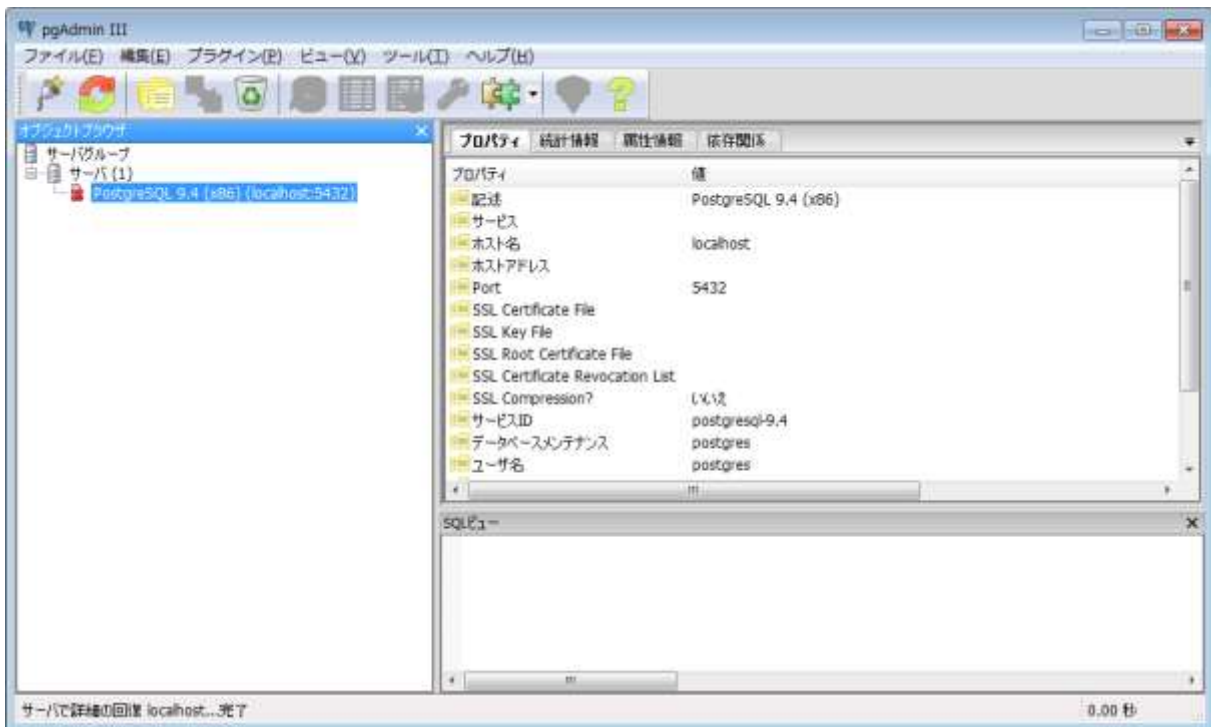 pgAdmin III
ファイル(F) 編集(E) プラグイン(P) ビュー(V) ツール(T) ヘルプ(H)
オブジェクトブラウザ
サーバグループ
サーバ (1)
PostgreSQL 9.4 (x86) (localhost:5432)
プロパティ 統計情報 属性情報 依存関係
プロパティ 値
記述 PostgreSQL 9.4 (x86)
サービス
ホスト名 localhost
ホストアドレス
Port 5432
SSL Certificate File
SSL Key File
SSL Root Certificate File
SSL Certificate Revocation List
SSL Compression? いいえ
サービスID postgresql-9.4
データベースメンテナンス postgres
ユーザ名 postgres
SQLビュー
サーバで詳細の回復 localhost...完了 0.00 秒